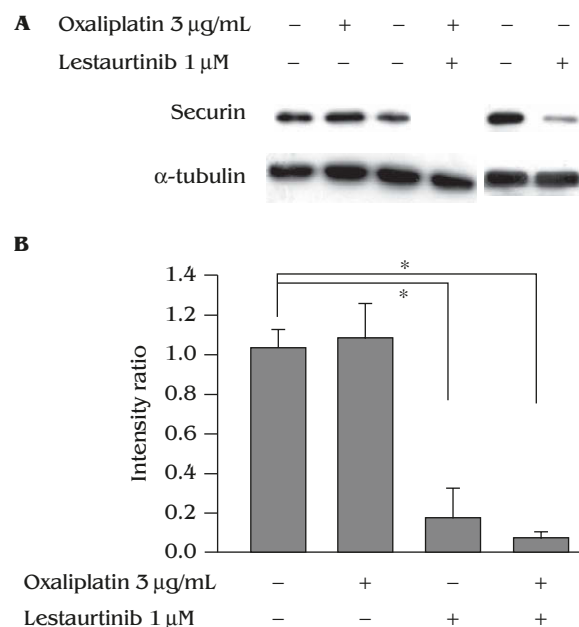 A Oxaliplatin 3 µg/mL – + – + – –
Lestaurtinib 1 µM – – – + – +
Securin
α-tubulin
B
1.4
1.2
1.0
0.8
0.6
0.4
0.2
0.0
Intensity ratio
*
*
Oxaliplatin 3 µg/mL – + – +
Lestaurtinib 1 µM – – + +